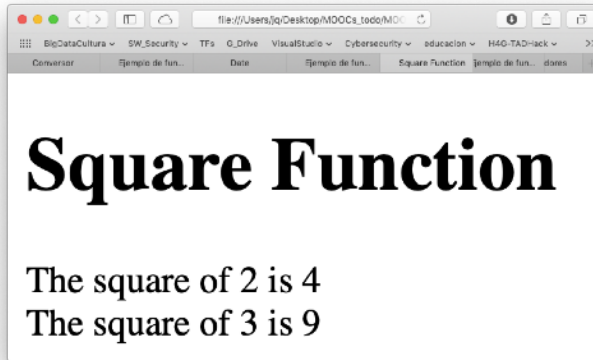 file:///Users/jq/Desktop/MOOCs_todo/MOC
BigDataCultura SW_Security TFs G_Drive VisualStudio Cybersecurity educacion H4G-TADHack
Conversor Ejemplo de fun... Date Ejemplo de fun... Square Function jemplo de fun... dores
Square Function
The square of 2 is 4
The square of 3 is 9